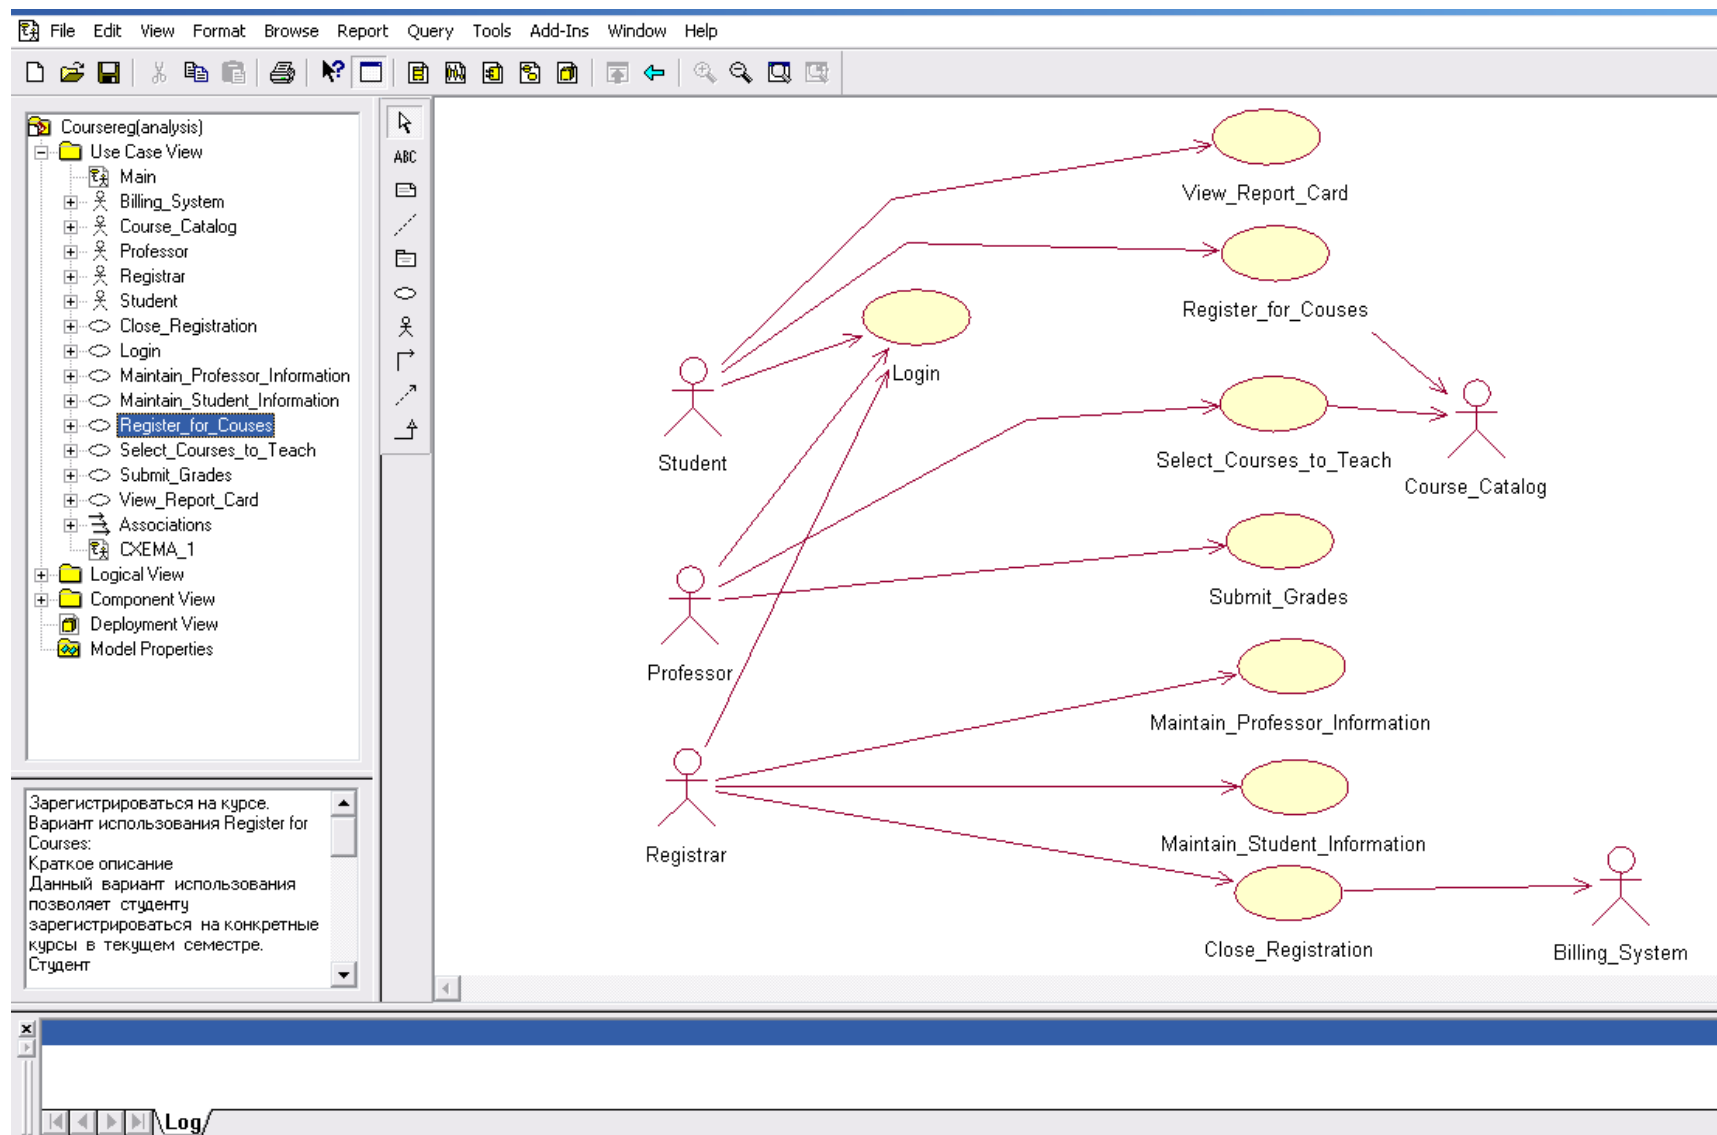 File Edit View Format Browse Report Query Tools Add-Ins Window Help
Coursereg(analysis)
Use Case View
Main
Billing_System
Course_Catalog
Professor
Registrar
Student
Close_Registration
Login
Maintain_Professor_Information
Maintain_Student_Information
Register_for_Couses
Select_Courses_to_Teach
Submit_Grades
View_Report_Card
Associations
CXEMA_1
Logical View
Component View
Deployment View
Model Properties
ABC
View_Report_Card
Register_for_Couses
Login
Student
Select_Courses_to_Teach
Course_Catalog
Submit_Grades
Professor
Maintain_Professor_Information
Maintain_Student_Information
Registrar
Close_Registration
Billing_System
Зарегистрироваться на курсе.
Вариант использования Register for
Courses:
Краткое описание
Данный вариант использования
позволяет студенту
зарегистрироваться на конкретные
курсы в текущем семестре.
Студент
Log